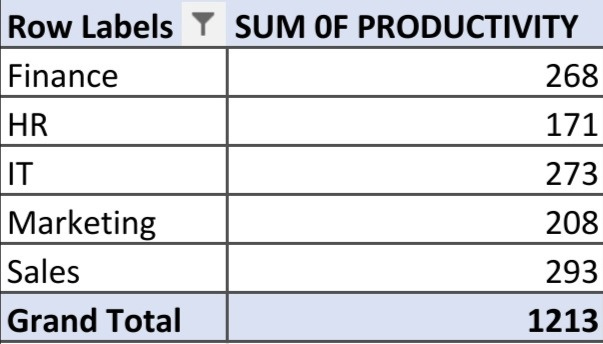 Row Labels SUM 0F PRODUCTIVITY
Finance 268
HR 171
IT 273
Marketing 208
Sales 293
Grand Total 1213